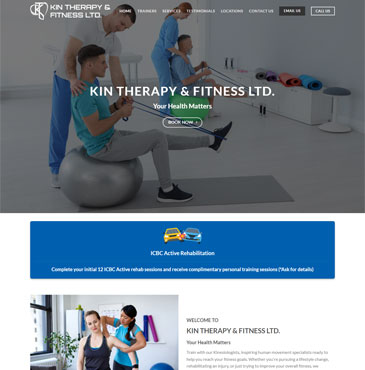 KIN THERAPY &
FITNESS LTD.
HOME TRAINERS SERVICES TESTIMONIALS LOCATIONS CONTACT US EMAIL US CALL US
KIN THERAPY & FITNESS LTD.
Your Health Matters
BOOK NOW
ICBC Active Rehabilitation
Complete your initial 12 ICBC Active rehab sessions and receive complimentary personal training sessions (*Ask for details)
WELCOME TO
KIN THERAPY & FITNESS LTD.
Your Health Matters
Train with our Kinesiologists, inspiring human movement specialists ready to
help you reach your fitness goals. Whether you're pursuing a lifestyle change,
rehabilitating an injury, or just trying to improve your overall fitness, we